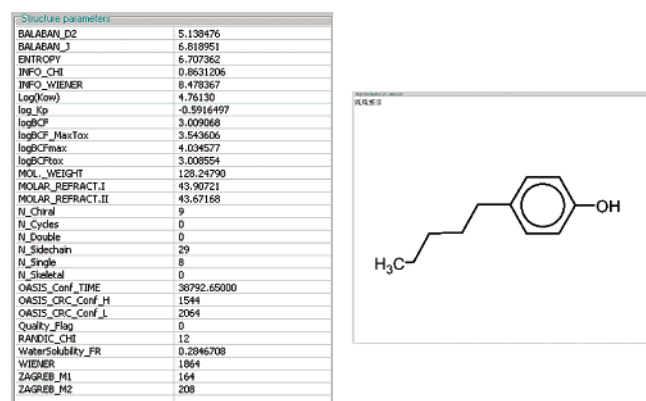 Structure parameters
BALABAN_D2 5.138476
BALABAN_J 6.818951
ENTROPY 6.707362
INFO_CHI 0.8631206
INFO_WIENER 8.478367
Log(Kow) 4.76130
log_Kp -0.5916497
logBCF 3.009068
logBCF_MaxTox 3.543606
logBCFmax 4.034577
logBCFtox 3.008554
MOL._WEIGHT 128.24790
MOLAR_REFRACT.I 43.90721
MOLAR_REFRACT.II 43.67168
N_Chiral 9
N_Cycles 0
N_Double 0
N_Sidechain 29
N_Single 8
N_Skeletal 0
OASIS_Conf_TIME 38792.65000
OASIS_CRC_Conf_H 1544
OASIS_CRC_Conf_L 2064
Quality_Flag 0
RANDIC_CHI 12
WaterSolubility_FR 0.2846708
WIENER 1864
ZAGREB_M1 164
ZAGREB_M2 208
OH
H₃C